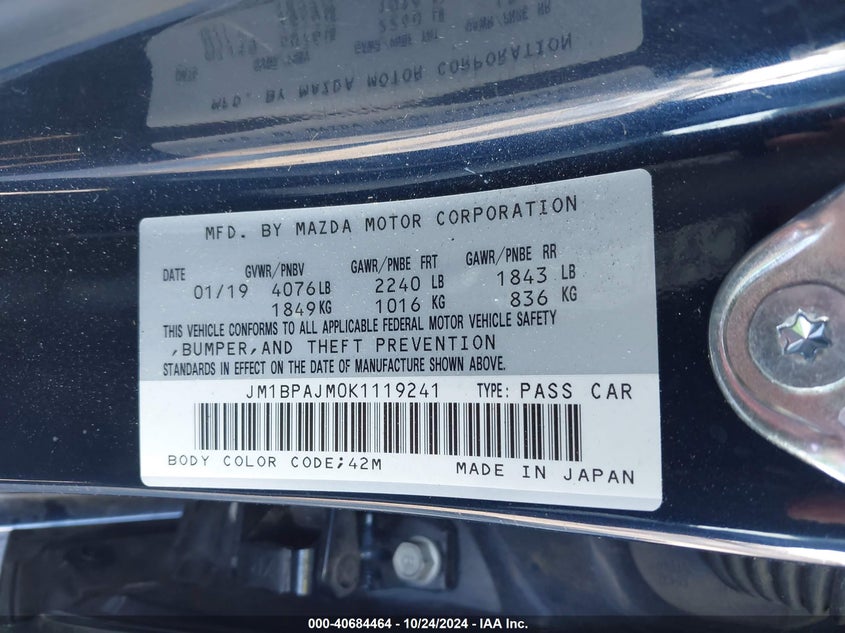 MFD. BY MAZDA MOTOR CORPORATION
DATE GVWR/PNBV GAWR/PNBE FRT GAWR/PNBE RR
01/19 4076LB 2240 LB 1843 LB
1849KG 1016 KG 836 KG
THIS VEHICLE CONFORMS TO ALL APPLICABLE FEDERAL MOTOR VEHICLE SAFETY
,BUMPER,AND THEFT PREVENTION
STANDARDS IN EFFECT ON THE DATE OF MANUFACTURE SHOWN ABOVE.
JM1BPAJM0K1119241 TYPE: PASS CAR
BODY COLOR CODE;42M MADE IN JAPAN
000-40684464 - 10/24/2024 - IAA Inc.